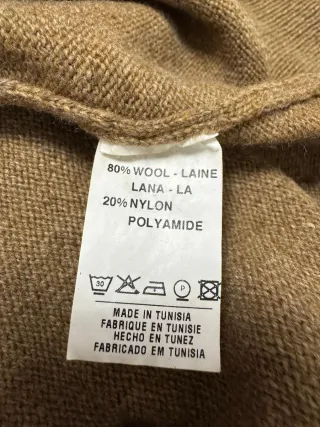 80% WOOL - LAINE
LANA - LA
20% NYLON
POLYAMIDE
30 P
MADE IN TUNISIA
FABRIQUE EN TUNISIE
HECHO EN TUNEZ
FABRICADO EM TUNISIA